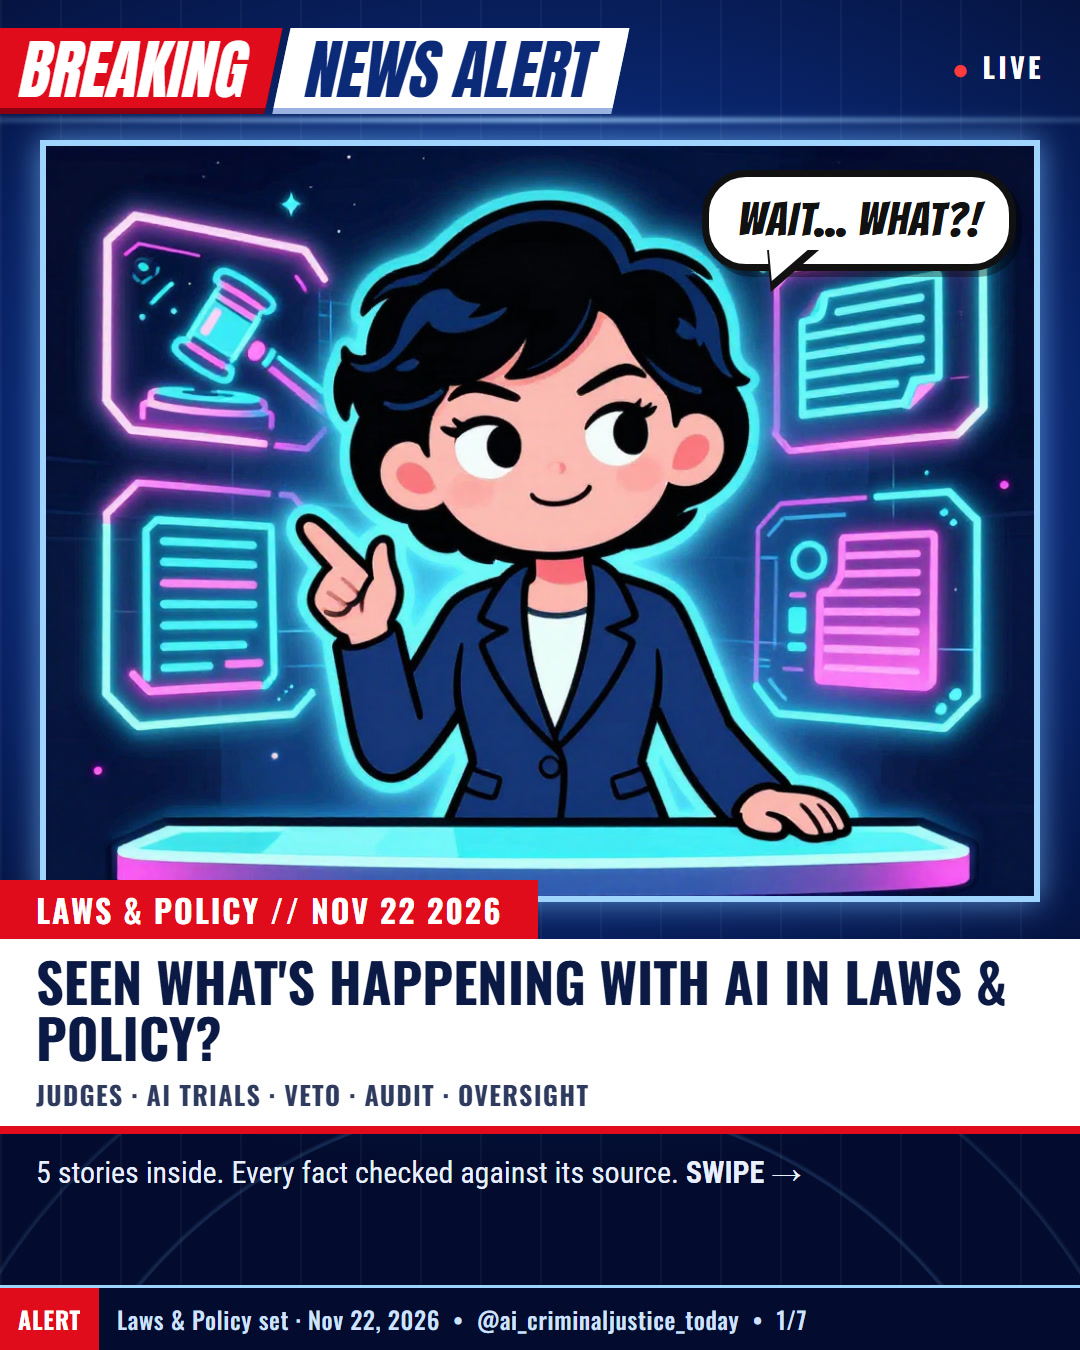 BREAKING NEWS ALERT
LIVE
WAIT... WHAT?!
LAWS & POLICY // NOV 22 2026
SEEN WHAT'S HAPPENING WITH AI IN LAWS &
POLICY?
JUDGES · AI TRIALS · VETO · AUDIT · OVERSIGHT
5 stories inside. Every fact checked against its source. SWIPE →
ALERT Laws & Policy set · Nov 22, 2026 • @ai_criminaljustice_today • 1/7